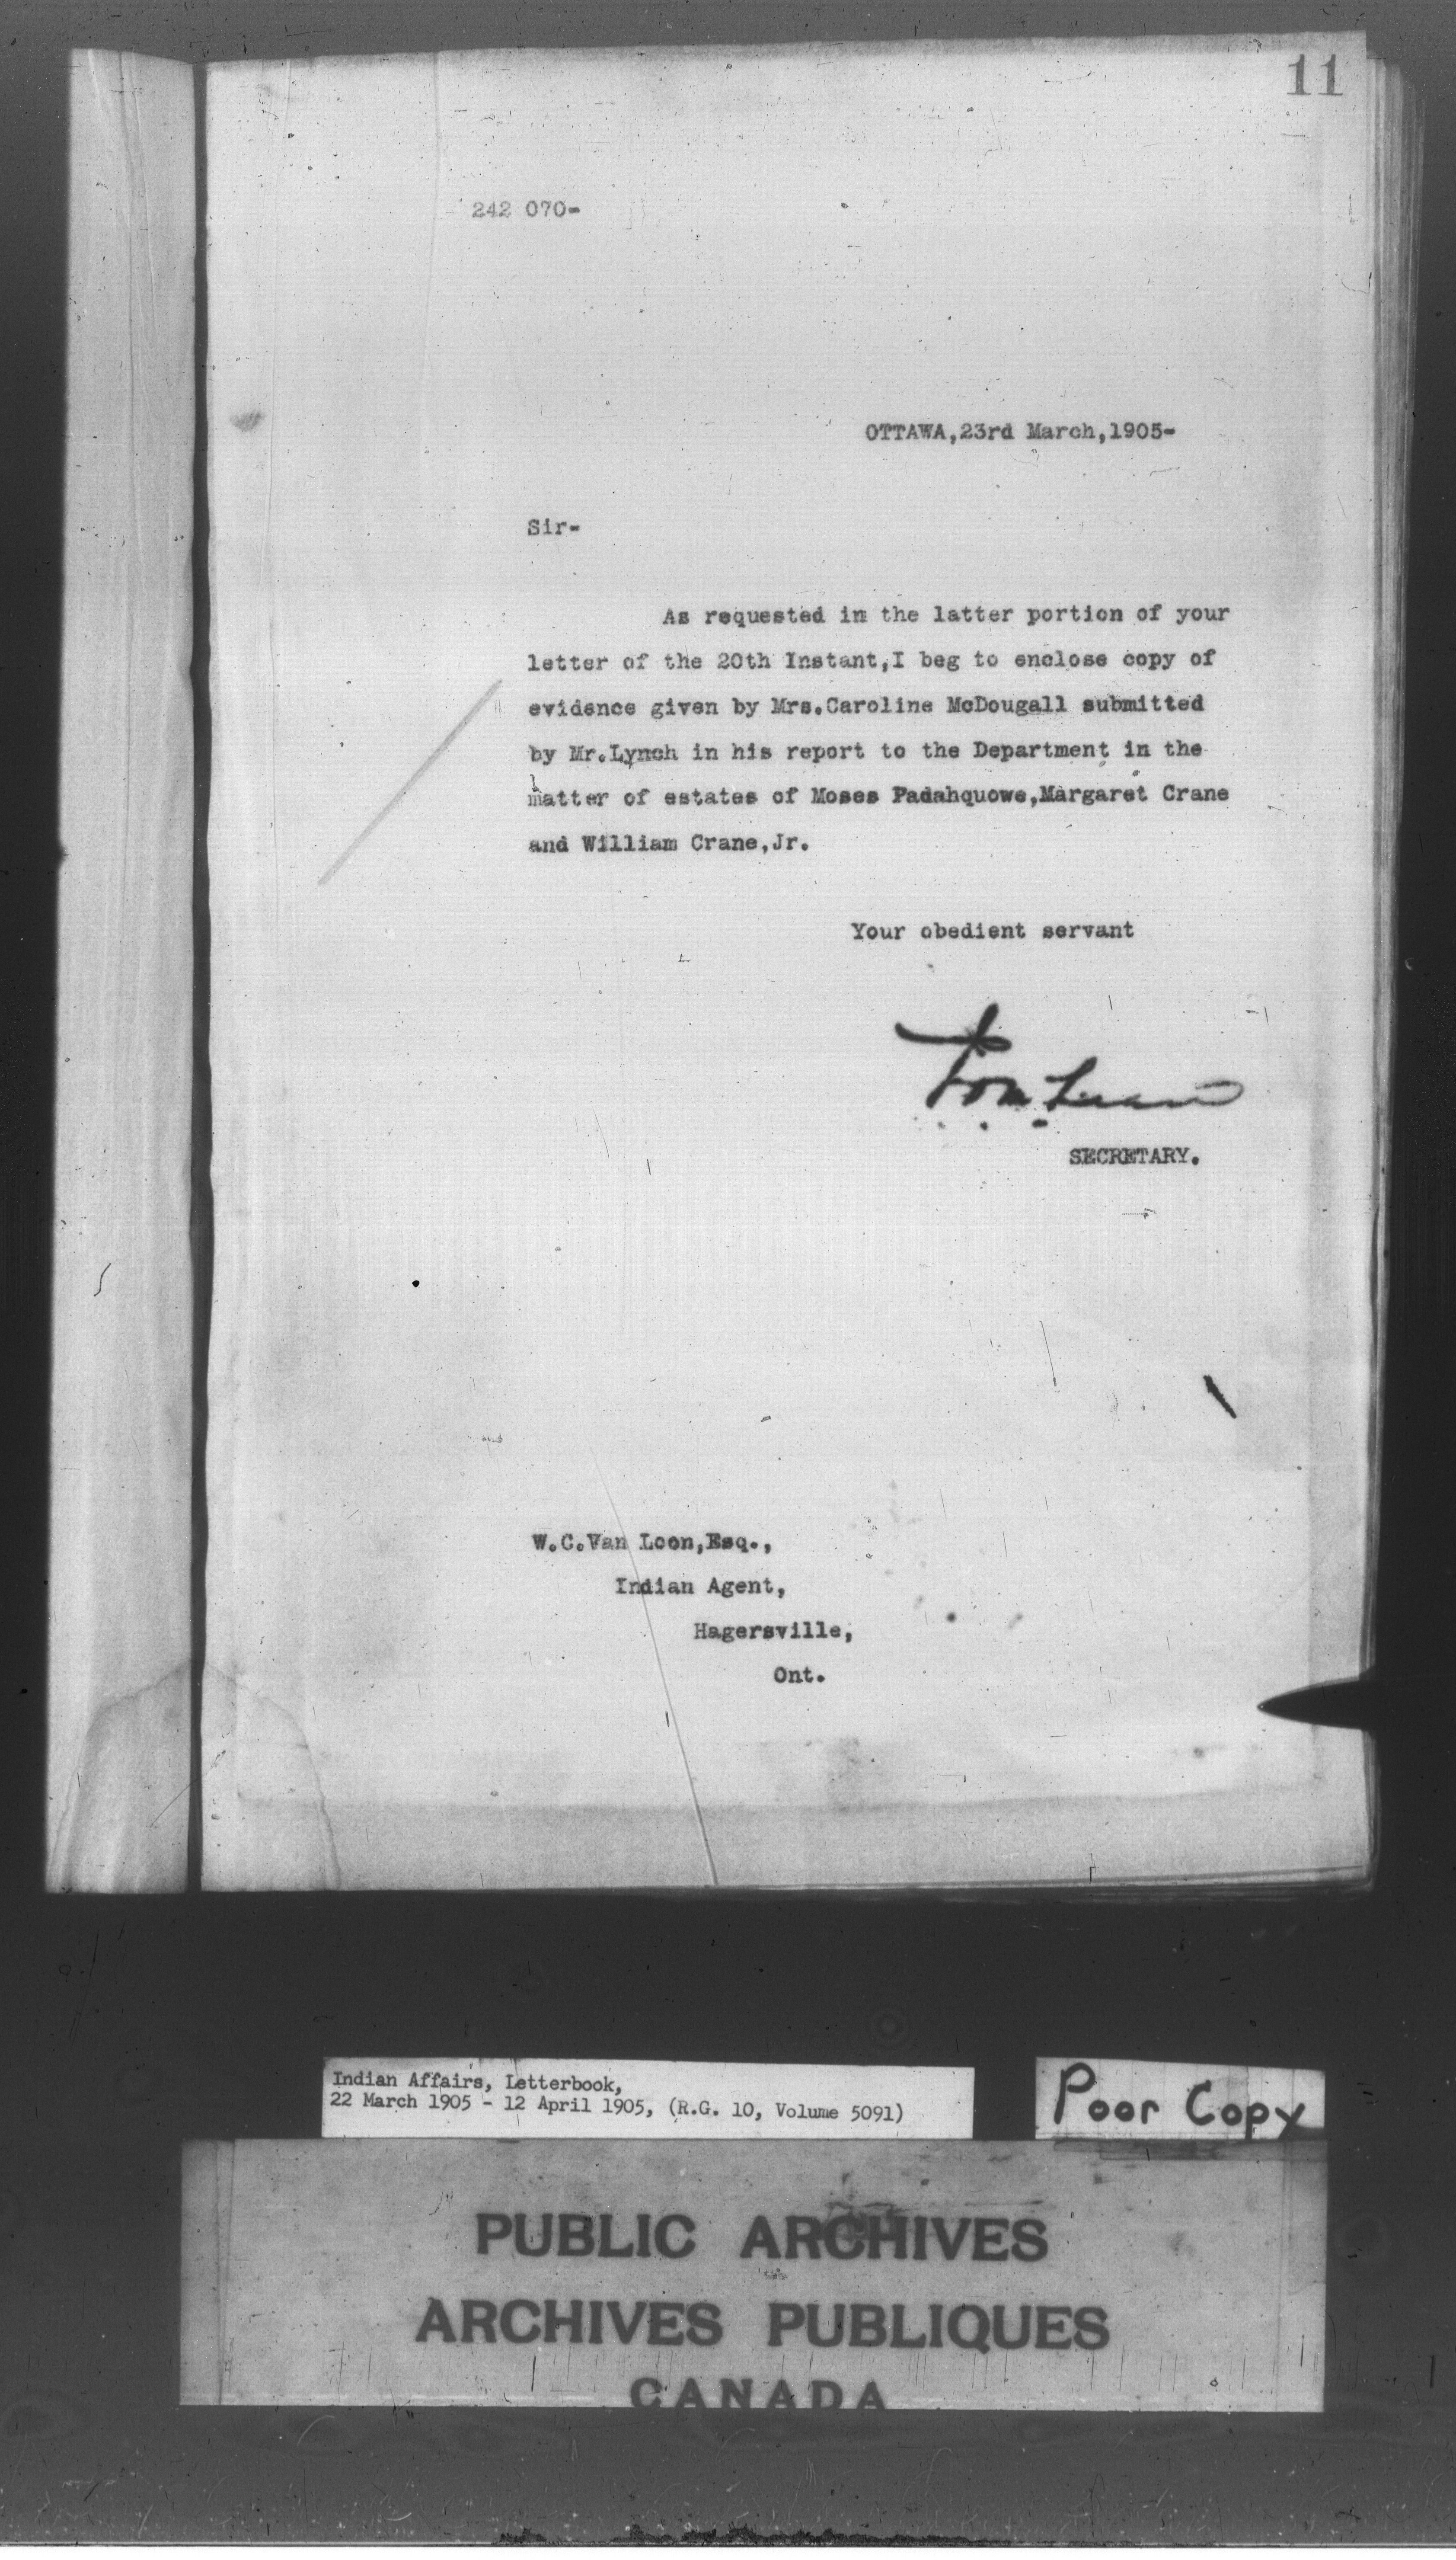 11
242 070-
OTTAWA,23rd March,1905-
Sir-
As requested in the latter portion of your
letter of the 20th Instant,I beg to enclose copy of
evidence given by Mrs.Caroline McDougall submitted
by Mr.Lynch in his report to the Department in the
matter of estates of Moses Padahquowe,Margaret Crane
and William Crane,Jr.
Your obedient servant
SECRETARY.
W.C.Van Loon,Esq.,
Indian Agent,
Hagersville,
Ont.
Indian Affairs, Letterbook,
22 March 1905 - 12 April 1905, (R.G. 10, Volume 5091)
Poor Copy
PUBLIC ARCHIVES
ARCHIVES PUBLIQUES
CANADA